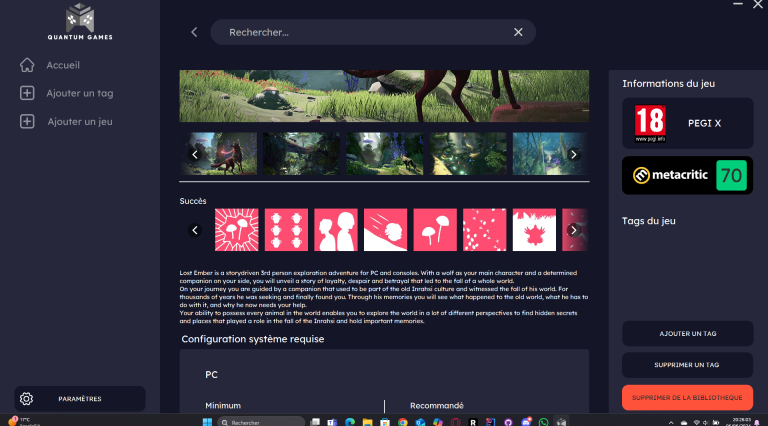 QUANTUM GAMES
Accueil
Ajouter un tag
Ajouter un jeu
PARAMÈTRES
Rechercher...
Succès
Lost Ember is a storydriven 3rd person exploration adventure for PC and consoles. With a wolf as your main character and a determined
companion on your side, you will unveil a story of loyalty, despair and betrayal that led to the fall of a whole world.
On your journey you are guided by a companion that used to be part of the old Inrahsi culture and witnessed the fall of his world. For
thousands of years he was seeking and finally found you. Through his memories you will see what happened to the old world, what he has to
do with it, and why he now needs your help.
Your ability to possess every animal in the world enables you to explore the world in a lot of different perspectives to find hidden secrets
and places that played a role in the fall of the Inrahsi and hold important memories.
Configuration système requise
PC
Minimum
Recommandé
Informations du jeu
18
www.pegi.info
PEGI X
metacritic
70
Tags du jeu
AJOUTER UN TAG
SUPPRIMER UN TAG
SUPPRIMER DE LA BIBLIOTHEQUE
17°C
Rechercher
20:26:03